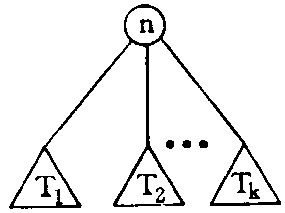 n
T₁ T₂ ••• Tₖ